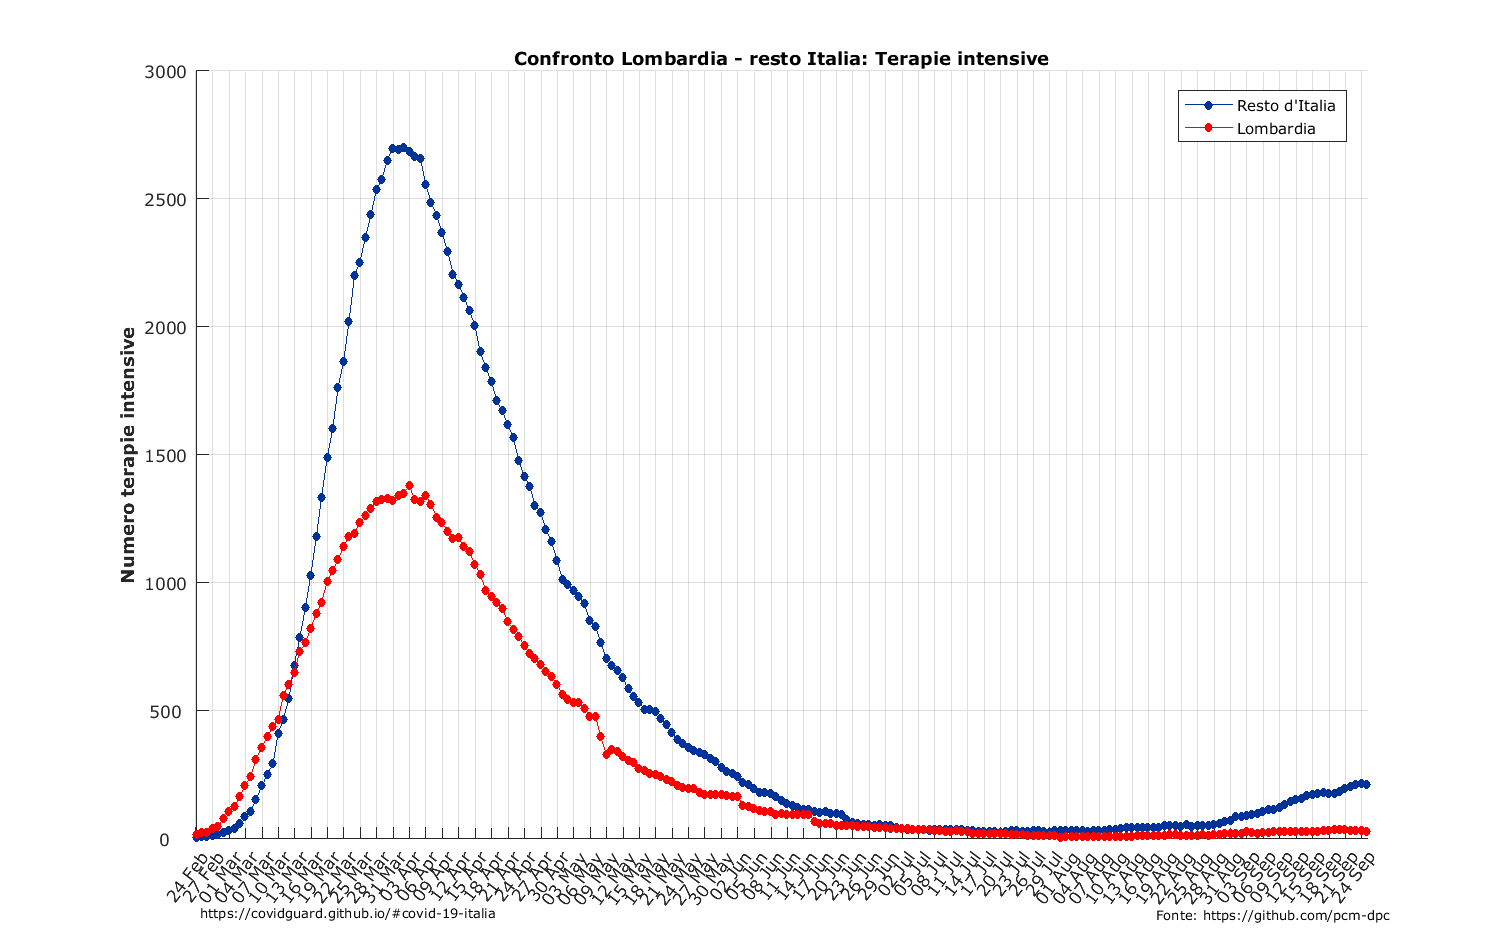 Confronto Lombardia - resto Italia: Terapie intensive
3000
2500
2000
1500
1000
500
0
Numero terapie intensive
Resto d'Italia
Lombardia
24 Feb
27 Feb
01 Mar
04 Mar
07 Mar
10 Mar
13 Mar
16 Mar
19 Mar
22 Mar
25 Mar
28 Mar
31 Mar
03 Apr
06 Apr
09 Apr
12 Apr
15 Apr
18 Apr
21 Apr
24 Apr
27 Apr
30 Apr
03 May
06 May
09 May
12 May
15 May
18 May
21 May
24 May
27 May
30 May
02 Jun
05 Jun
08 Jun
11 Jun
14 Jun
17 Jun
20 Jun
23 Jun
26 Jun
29 Jun
02 Jul
05 Jul
08 Jul
11 Jul
14 Jul
17 Jul
20 Jul
23 Jul
26 Jul
29 Jul
01 Aug
04 Aug
07 Aug
10 Aug
13 Aug
16 Aug
19 Aug
22 Aug
25 Aug
28 Aug
31 Aug
03 Sep
06 Sep
09 Sep
12 Sep
15 Sep
18 Sep
21 Sep
24 Sep
https://covidguard.github.io/#covid-19-italia
Fonte: https://github.com/pcm-dpc